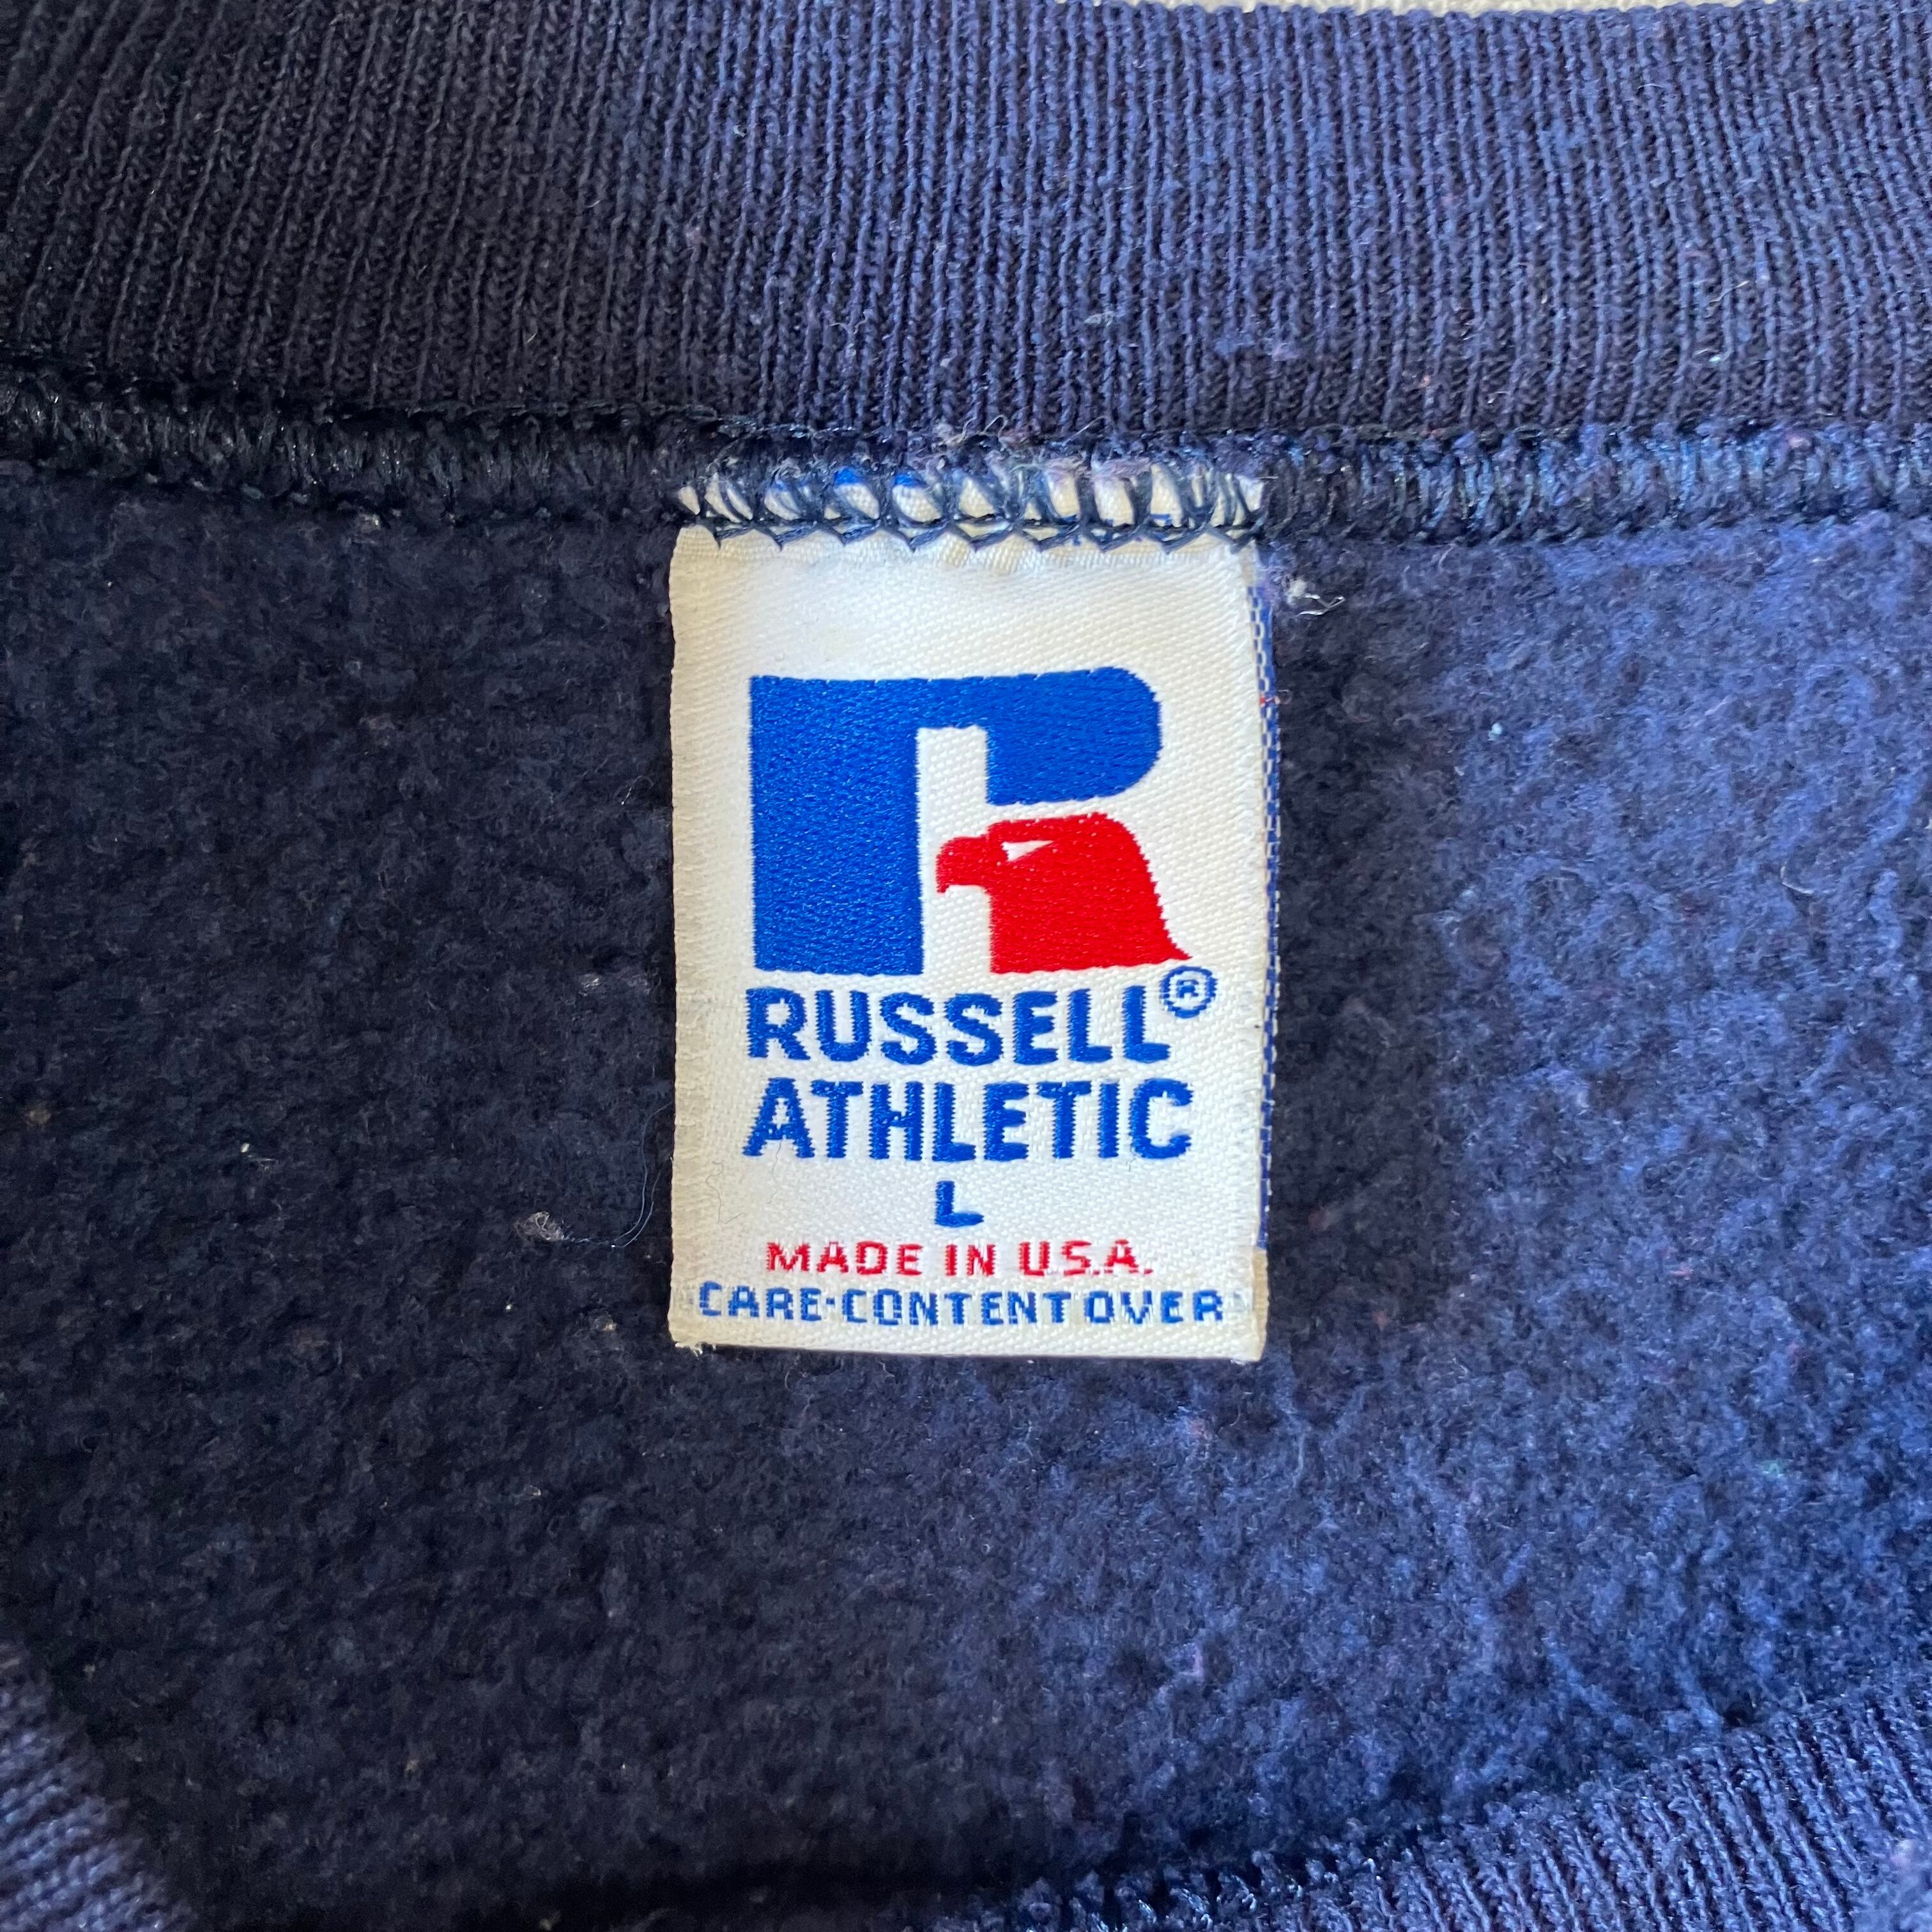 RUSSELL®
ATHLETIC
L
MADE IN U.S.A.
CARE·CONTENT OVER